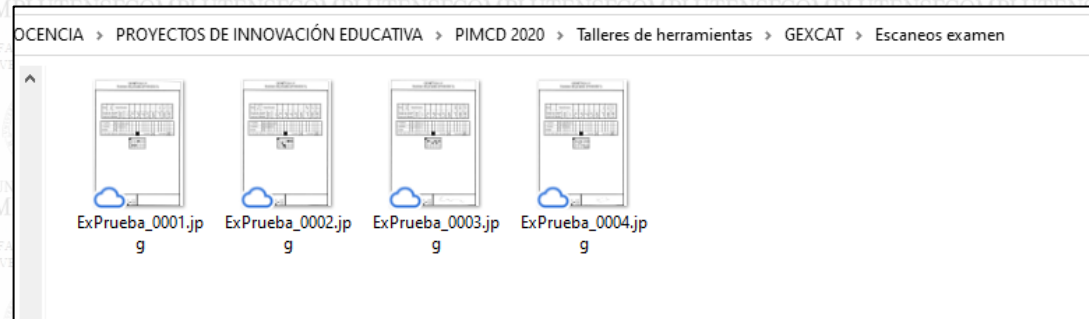 OCENCIA > PROYECTOS DE INNOVACIÓN EDUCATIVA > PIMCD 2020 > Talleres de herramientas > GEXCAT > Escaneos examen
ExPrueba_0001.jp
g
ExPrueba_0002.jp
g
ExPrueba_0003.jp
g
ExPrueba_0004.jp
g